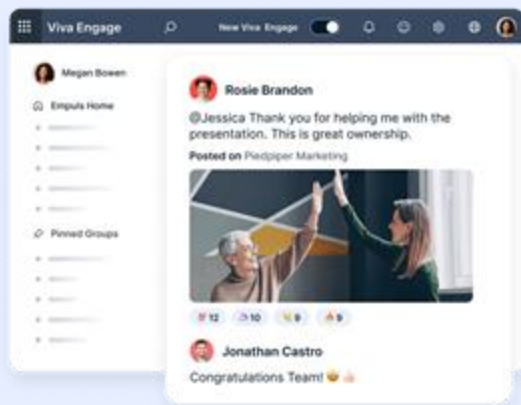 Viva Engage
New Viva Engage
Megan Bowen
Empuls Home
Pinned Groups
Rosie Brandon
@Jessica Thank you for helping me with the
presentation. This is great ownership.
Posted on Piedpiper Marketing
12 10 9 9
Jonathan Castro
Congratulations Team! 🤩 👍